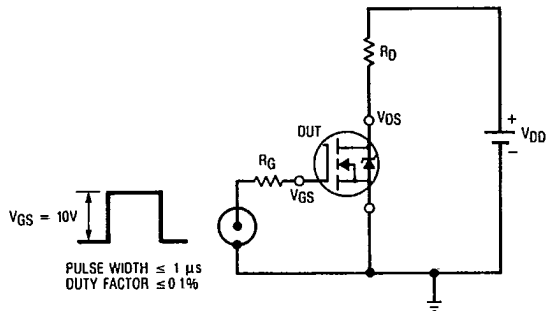 RD
VDS
DUT
+
VDD
−
RG
VGS
VGS = 10V
PULSE WIDTH ≤ 1 µs
DUTY FACTOR ≤ 0 1%